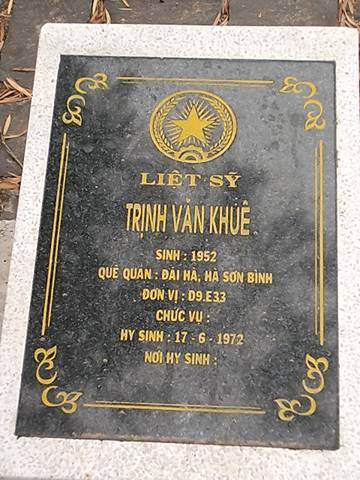 LIỆT SỸ
TRỊNH VĂN KHUÊ
SINH : 1952
QUÊ QUÁN : ĐÀI HÀ, HÀ SƠN BÌNH
ĐƠN VỊ : D9.E33
CHỨC VỤ :
HY SINH : 17 - 6 - 1972
NƠI HY SINH :